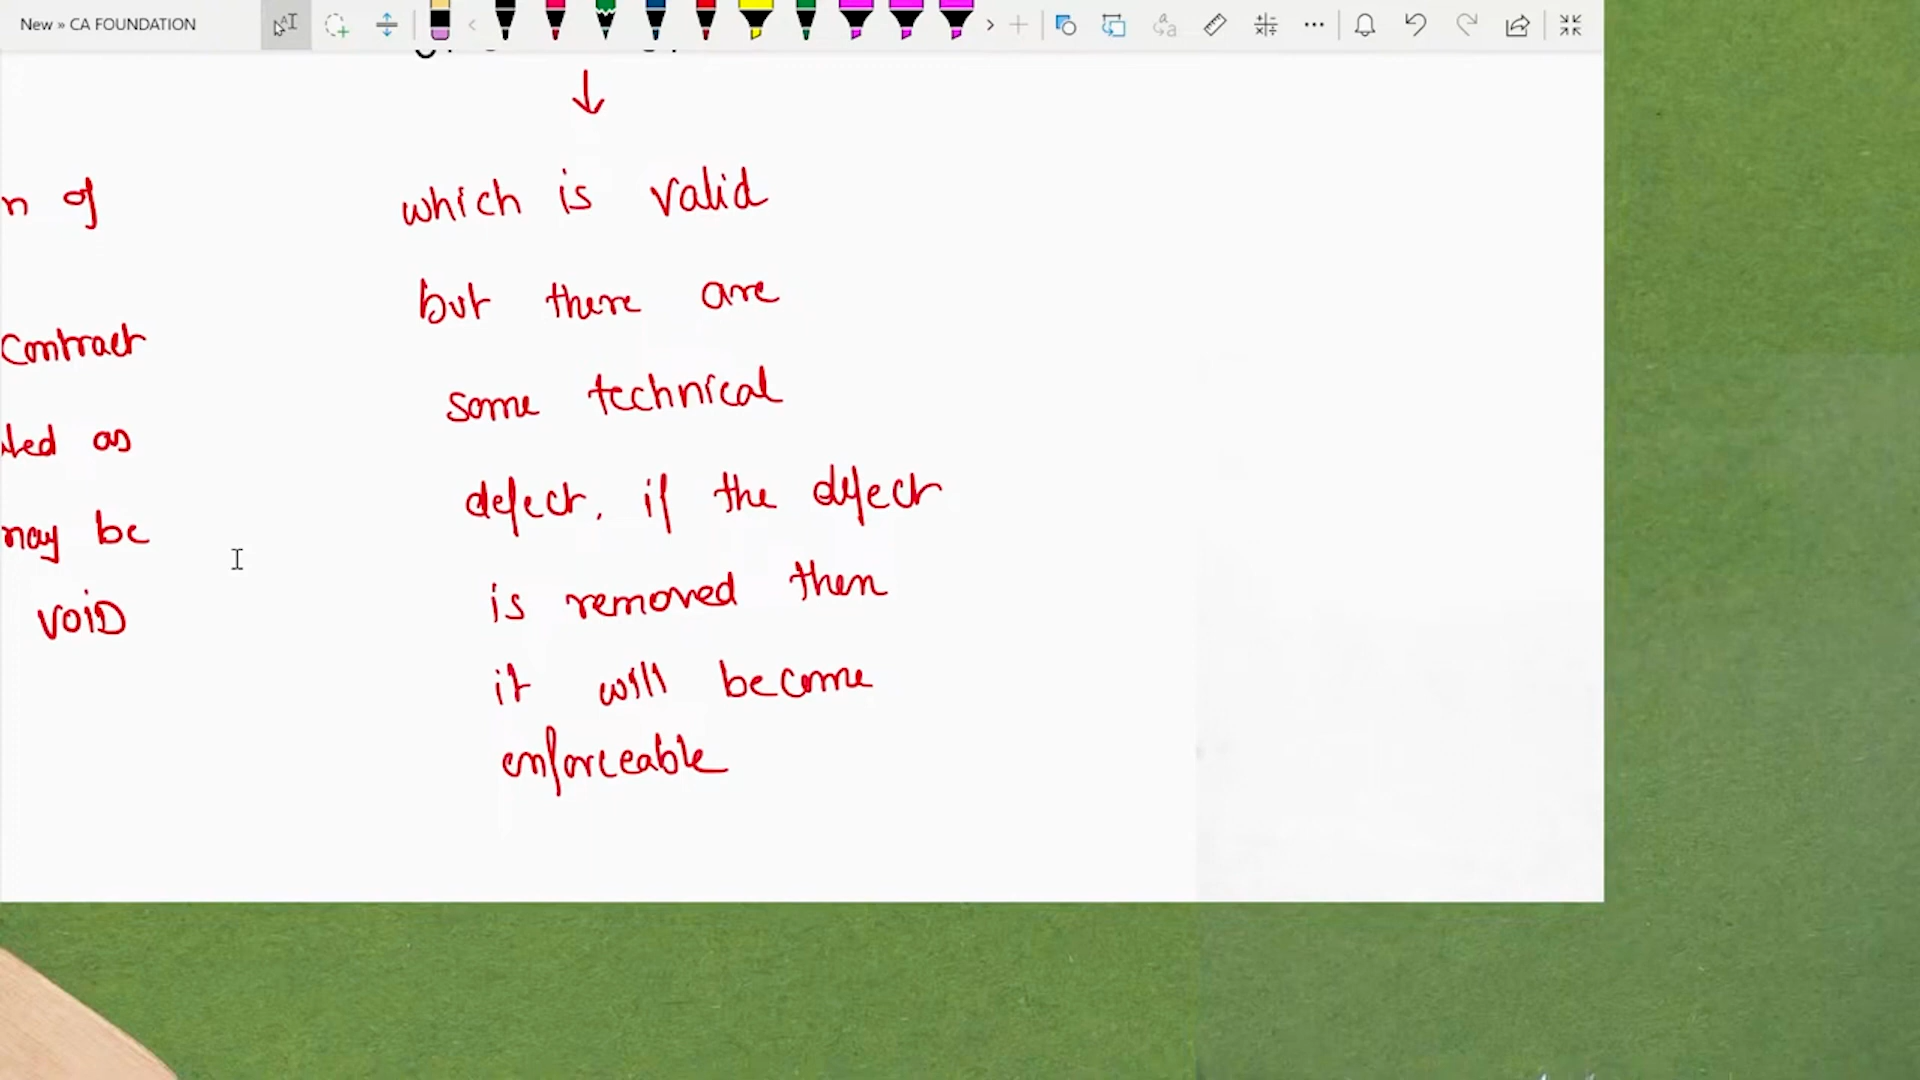 New » CA FOUNDATION
of
Contract
as
may be
VOID
which is valid
but there are
some technical
defect. if the defect
is removed then
it will become
enforceable